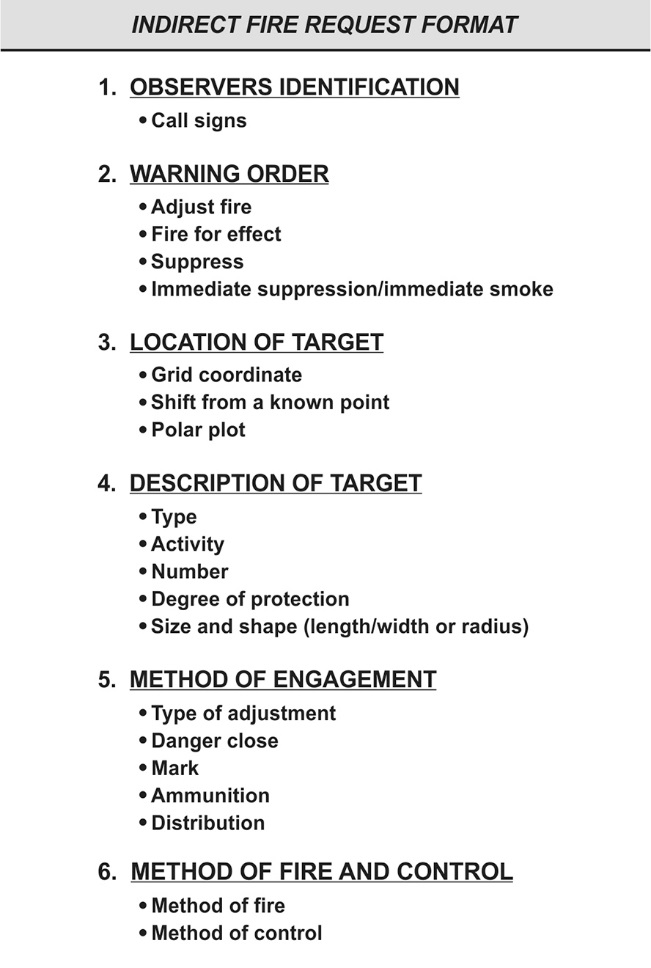 INDIRECT FIRE REQUEST FORMAT
1. OBSERVERS IDENTIFICATION
• Call signs
2. WARNING ORDER
• Adjust fire
• Fire for effect
• Suppress
• Immediate suppression/immediate smoke
3. LOCATION OF TARGET
• Grid coordinate
• Shift from a known point
• Polar plot
4. DESCRIPTION OF TARGET
• Type
• Activity
• Number
• Degree of protection
• Size and shape (length/width or radius)
5. METHOD OF ENGAGEMENT
• Type of adjustment
• Danger close
• Mark
• Ammunition
• Distribution
6. METHOD OF FIRE AND CONTROL
• Method of fire
• Method of control